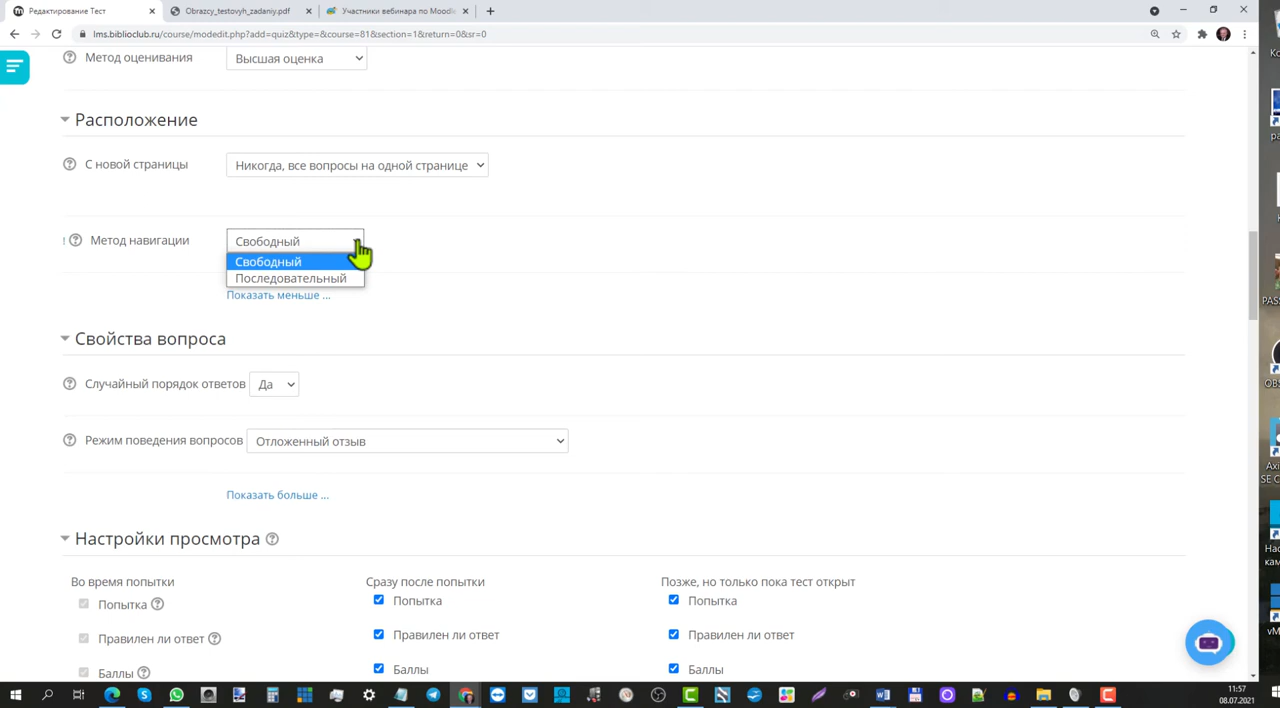 Редактирование Тест
Obrazcy_testovyh_zadaniy.pdf
Участники вебинара по Moodl
lms.biblioclub.ru/course/modedit.php?add=quiz&type=&course=81&section=1&return=0&sr=0
Метод оценивания
Высшая оценка
Расположение
С новой страницы
Никогда, все вопросы на одной странице
! Метод навигации
Свободный
Свободный
Последовательный
Показать меньше ...
Свойства вопроса
Случайный порядок ответов
Да
Режим поведения вопросов
Отложенный отзыв
Показать больше ...
Настройки просмотра
Во время попытки
Сразу после попытки
Позже, но только пока тест открыт
Попытка
Попытка
Попытка
Правилен ли ответ
Правилен ли ответ
Правилен ли ответ
Баллы
Баллы
Баллы
11:57
08.07.2021